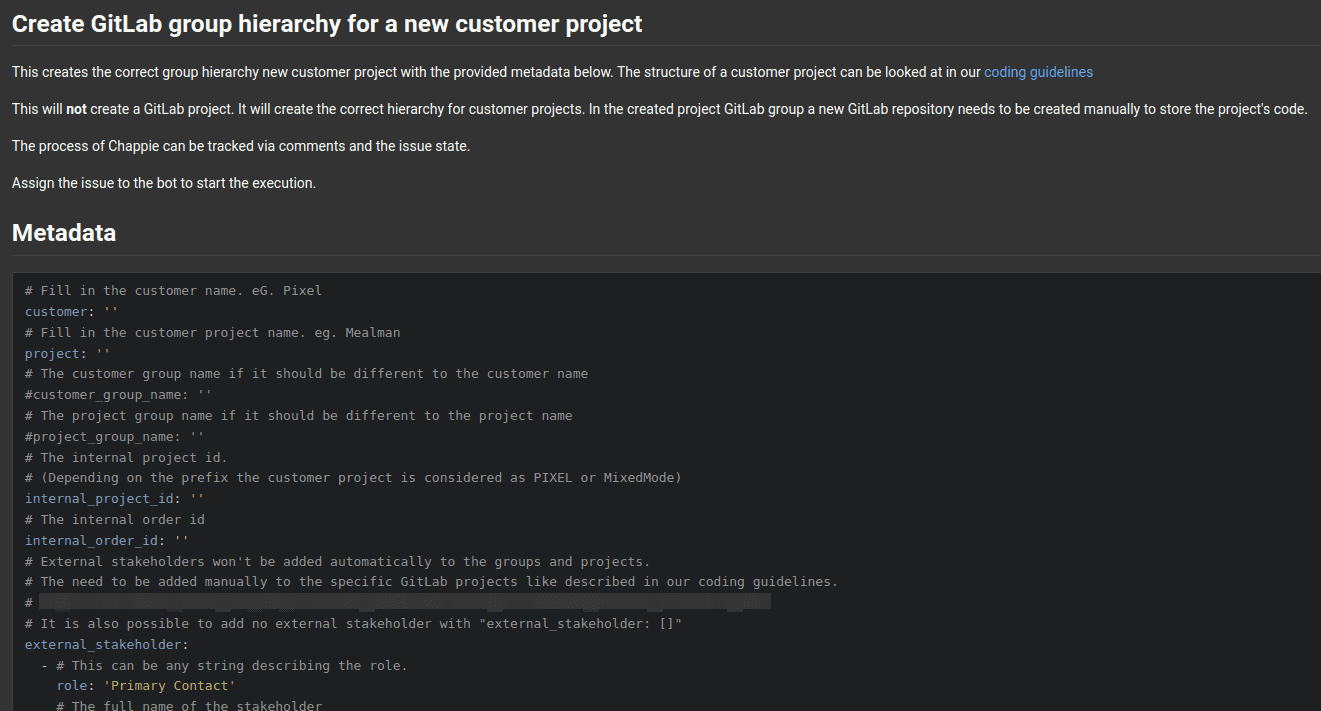 Create GitLab group hierarchy for a new customer project
This creates the correct group hierarchy new customer project with the provided metadata below. The structure of a customer project can be looked at in our coding guidelines
This will not create a GitLab project. It will create the correct hierarchy for customer projects. In the created project GitLab group a new GitLab repository needs to be created manually to store the project's code.
The process of Chappie can be tracked via comments and the issue state.
Assign the issue to the bot to start the execution.
Metadata
# Fill in the customer name. eG. Pixel
customer: ''
# Fill in the customer project name. eg. Mealman
project: ''
# The customer group name if it should be different to the customer name
#customer_group_name: ''
# The project group name if it should be different to the project name
#project_group_name: ''
# The internal project id.
# (Depending on the prefix the customer project is considered as PIXEL or MixedMode)
internal_project_id: ''
# The internal order id
internal_order_id: ''
# External stakeholders won't be added automatically to the groups and projects.
# The need to be added manually to the specific GitLab projects like described in our coding guidelines.
#
# It is also possible to add no external stakeholder with "external_stakeholder: []"
external_stakeholder:
- # This can be any string describing the role.
role: 'Primary Contact'
# The full name of the stakeholder